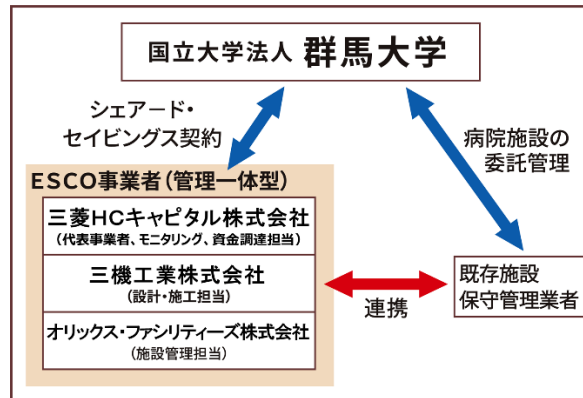 国立大学法人 群馬大学
シェアード・
セイビングス契約
病院施設の
委託管理
ESCO事業者(管理一体型)
三菱HCキャピタル株式会社
(代表事業者、モニタリング、資金調達担当)
三機工業株式会社
(設計・施工担当)
オリックス・ファシリティーズ株式会社
(施設管理担当)
連携
既存施設
保守管理業者